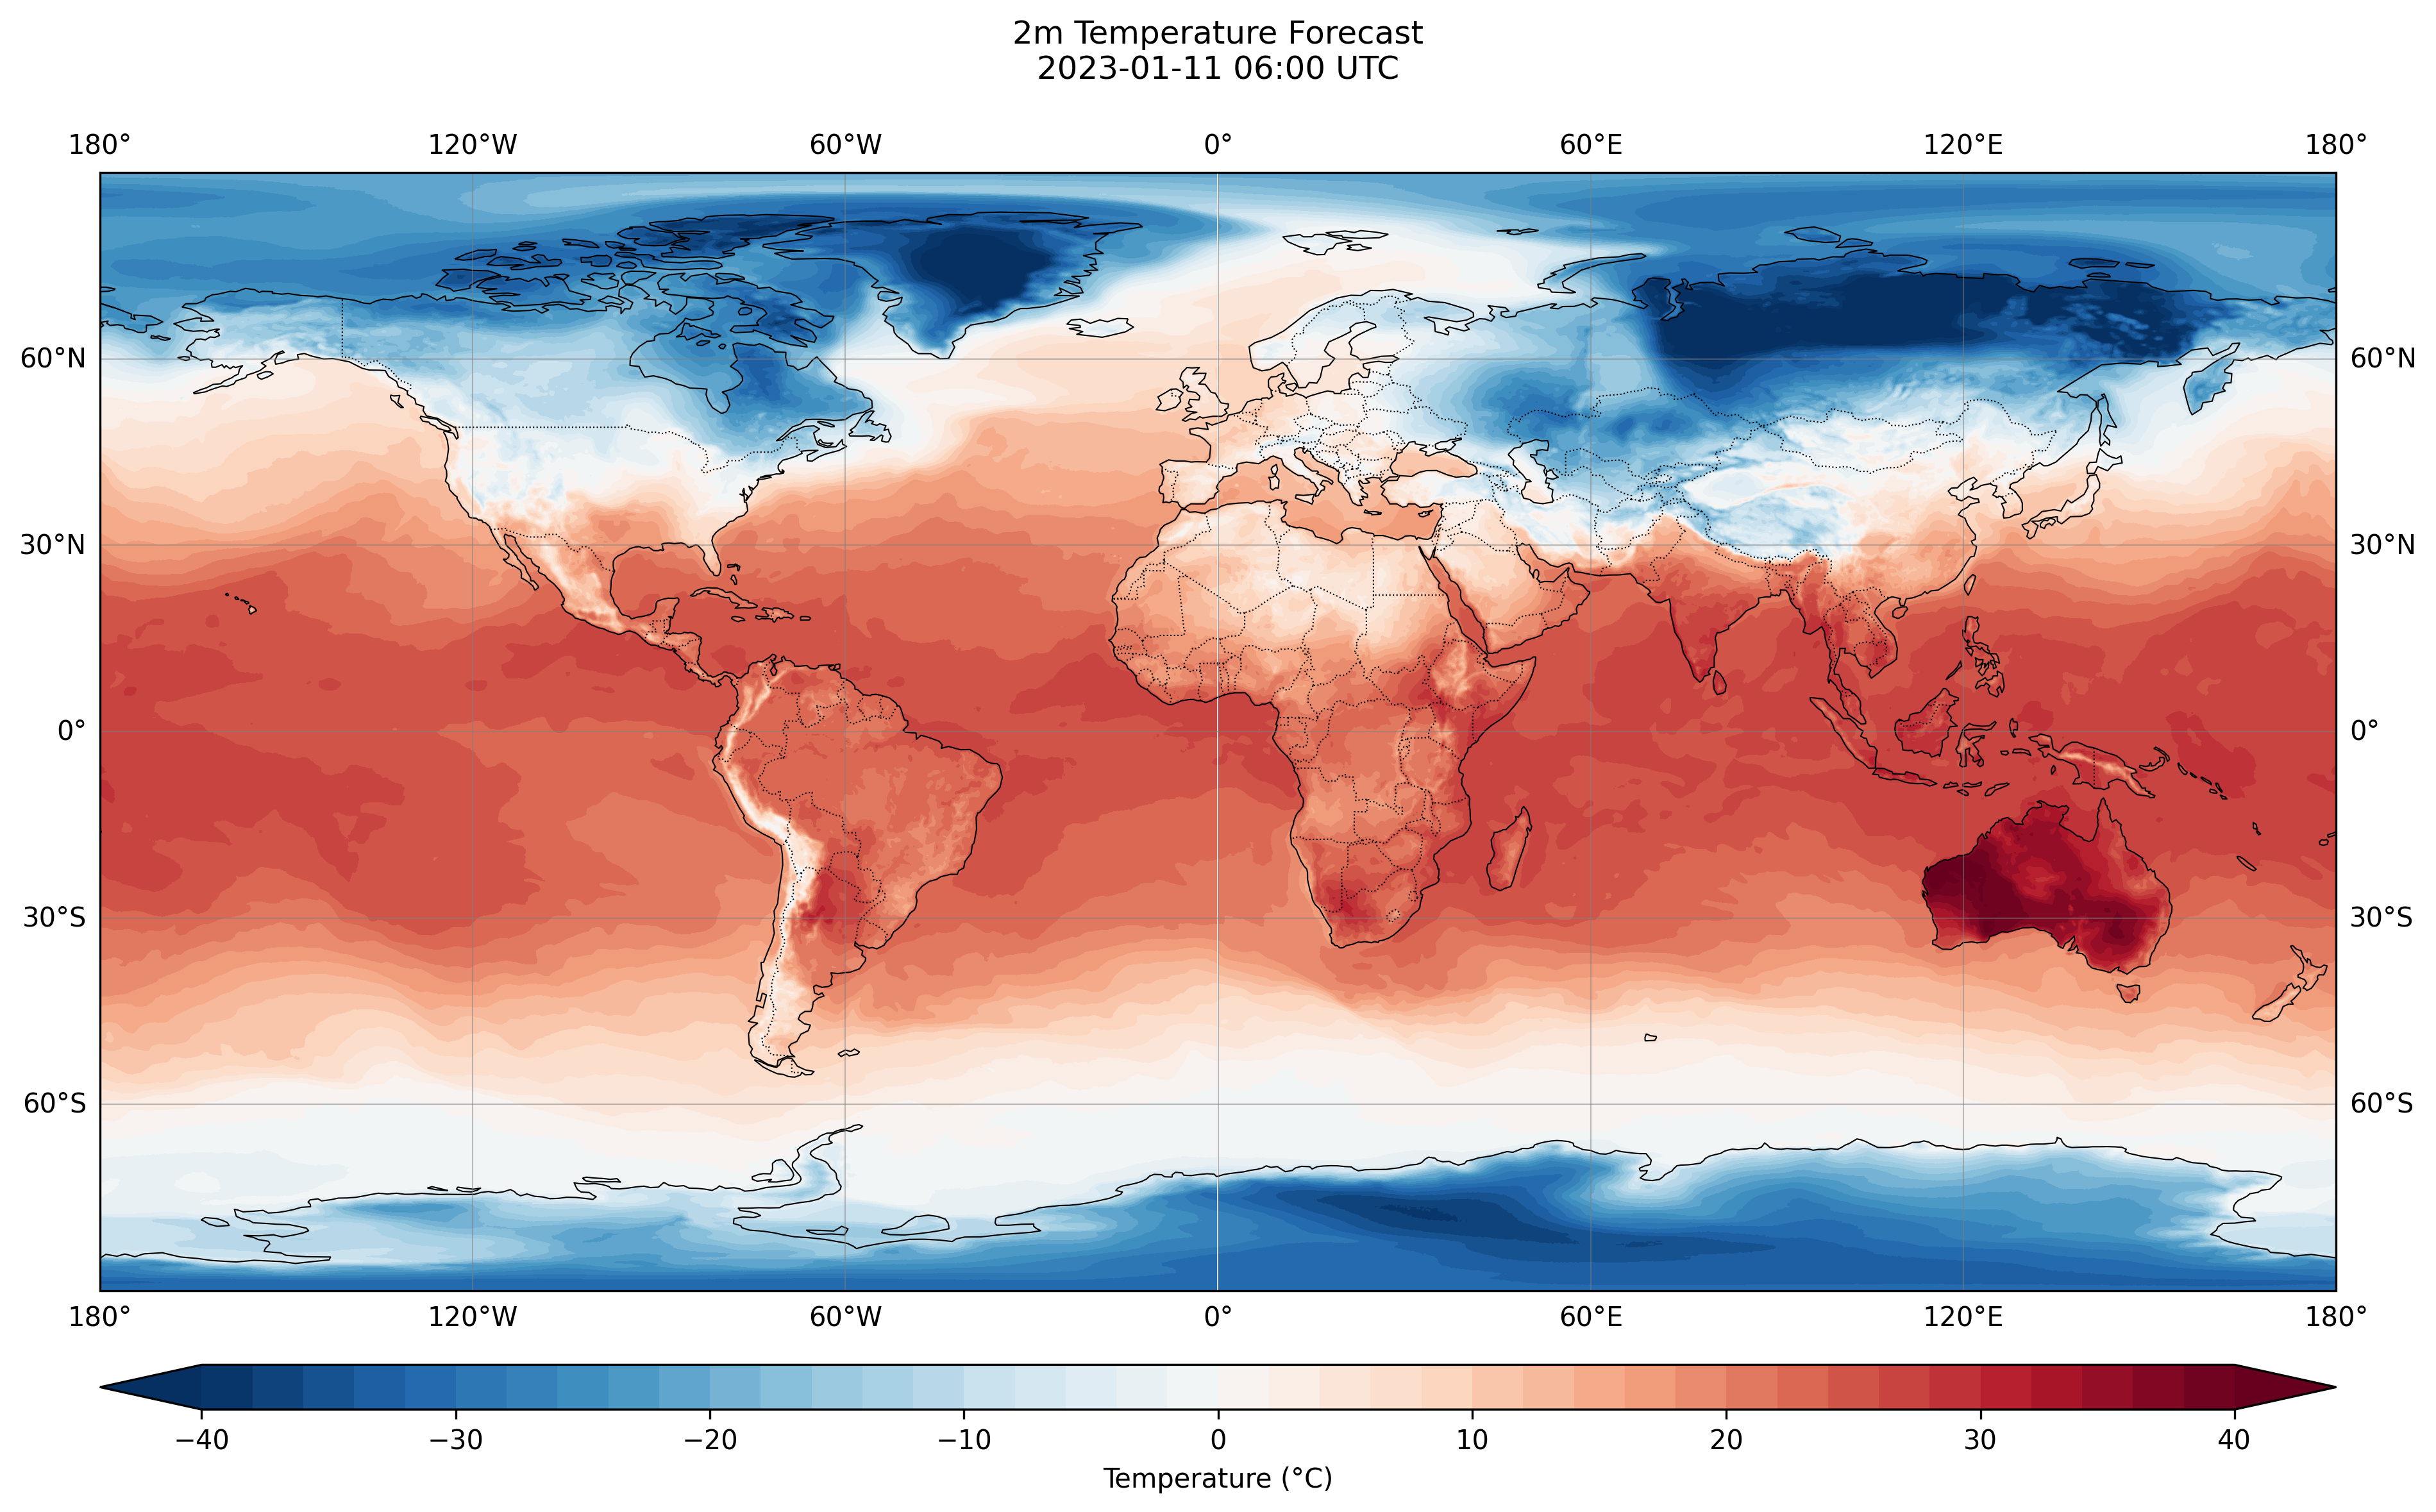 2m Temperature Forecast
2023-01-11 06:00 UTC
180° 120°W 60°W 0° 60°E 120°E 180°
60°N 60°N
30°N 30°N
0° 0°
30°S 30°S
60°S 60°S
180° 120°W 60°W 0° 60°E 120°E 180°
−40 −30 −20 −10 0 10 20 30 40
Temperature (°C)